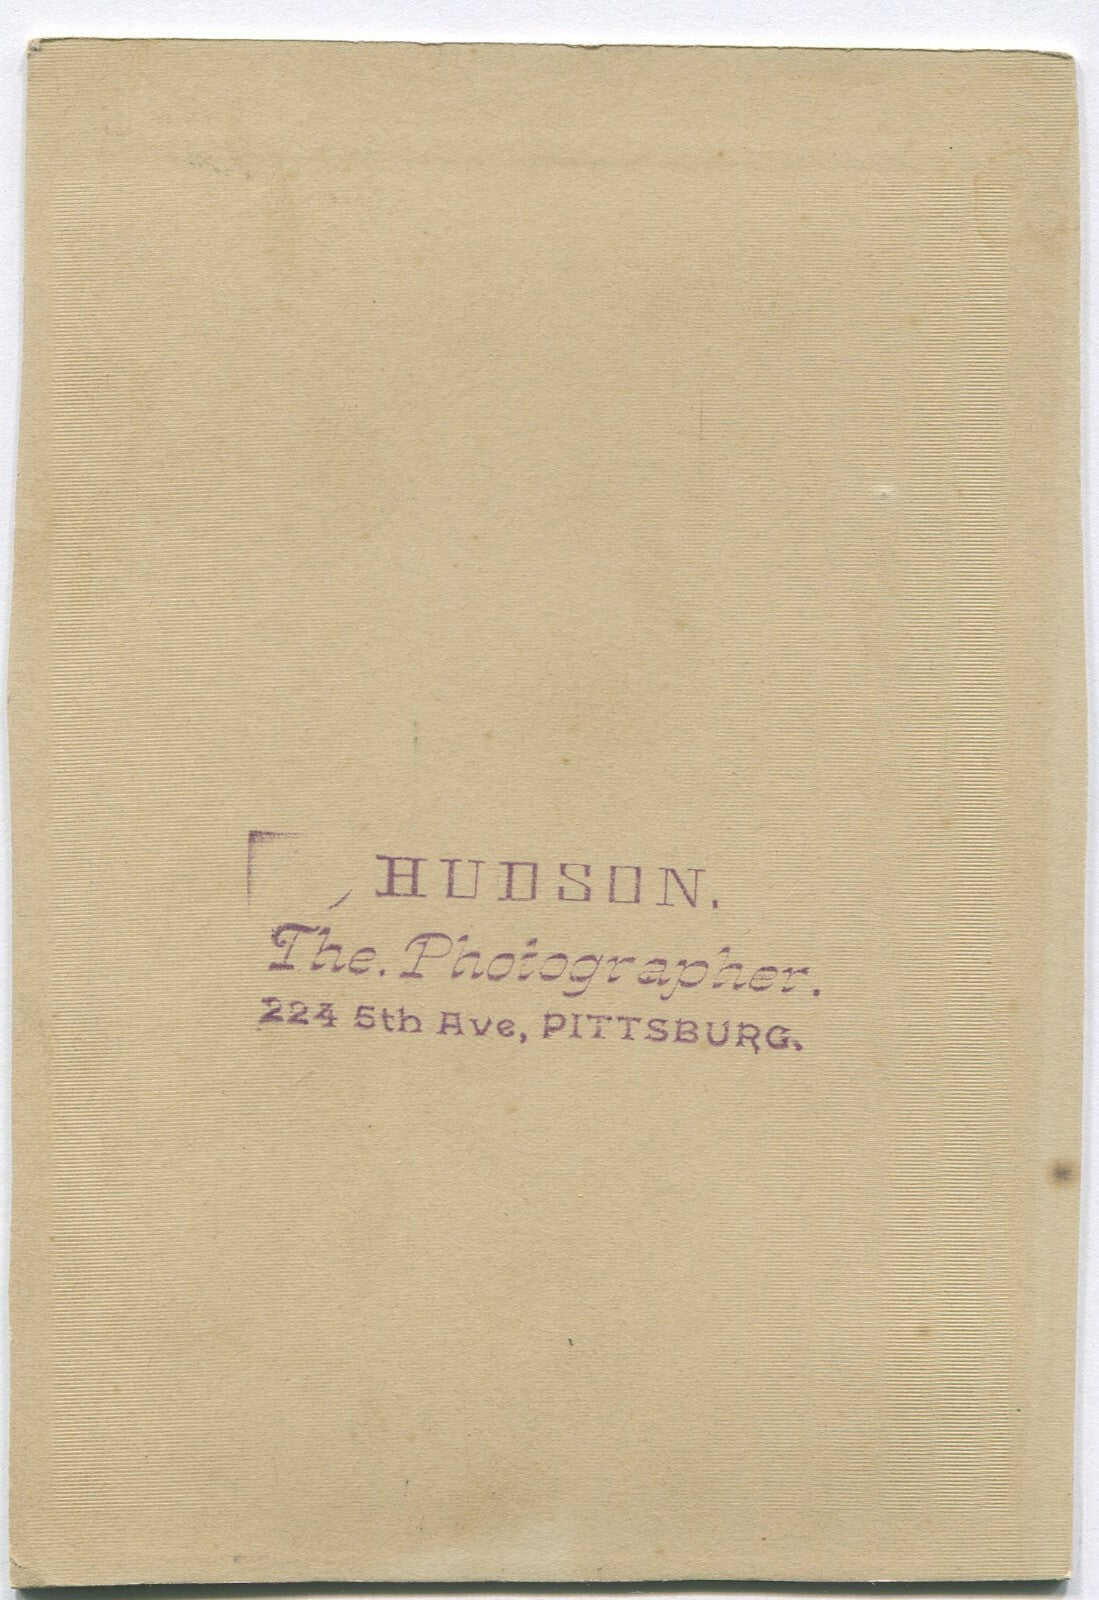 HUDSON.
The. Photographer.
224 5th Ave, PITTSBURG.